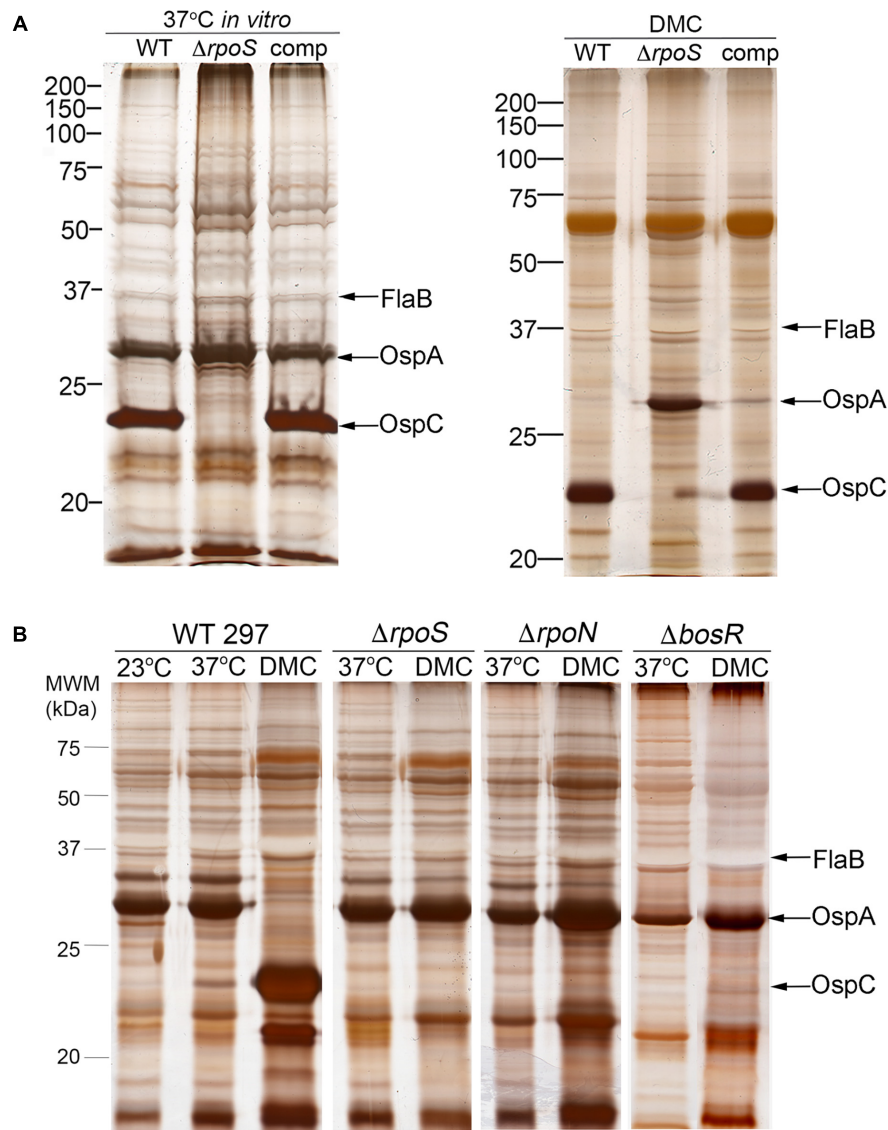 A
37°C in vitro
WT ΔrpoS comp
200
150
100
75
50
37
25
20
FlaB
OspA
OspC
DMC
WT ΔrpoS comp
200
150
100
75
50
37
25
20
FlaB
OspA
OspC
B
WT 297 ΔrpoS ΔrpoN ΔbosR
23°C 37°C DMC 37°C DMC 37°C DMC 37°C DMC
MWM
(kDa)
75
50
37
25
20
FlaB
OspA
OspC